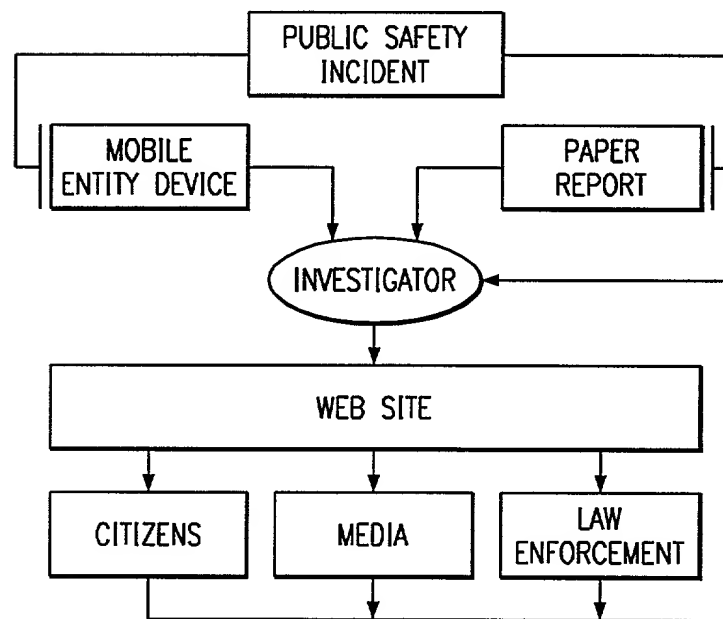 PUBLIC SAFETY
INCIDENT
MOBILE
ENTITY DEVICE
PAPER
REPORT
INVESTIGATOR
WEB SITE
CITIZENS
MEDIA
LAW
ENFORCEMENT